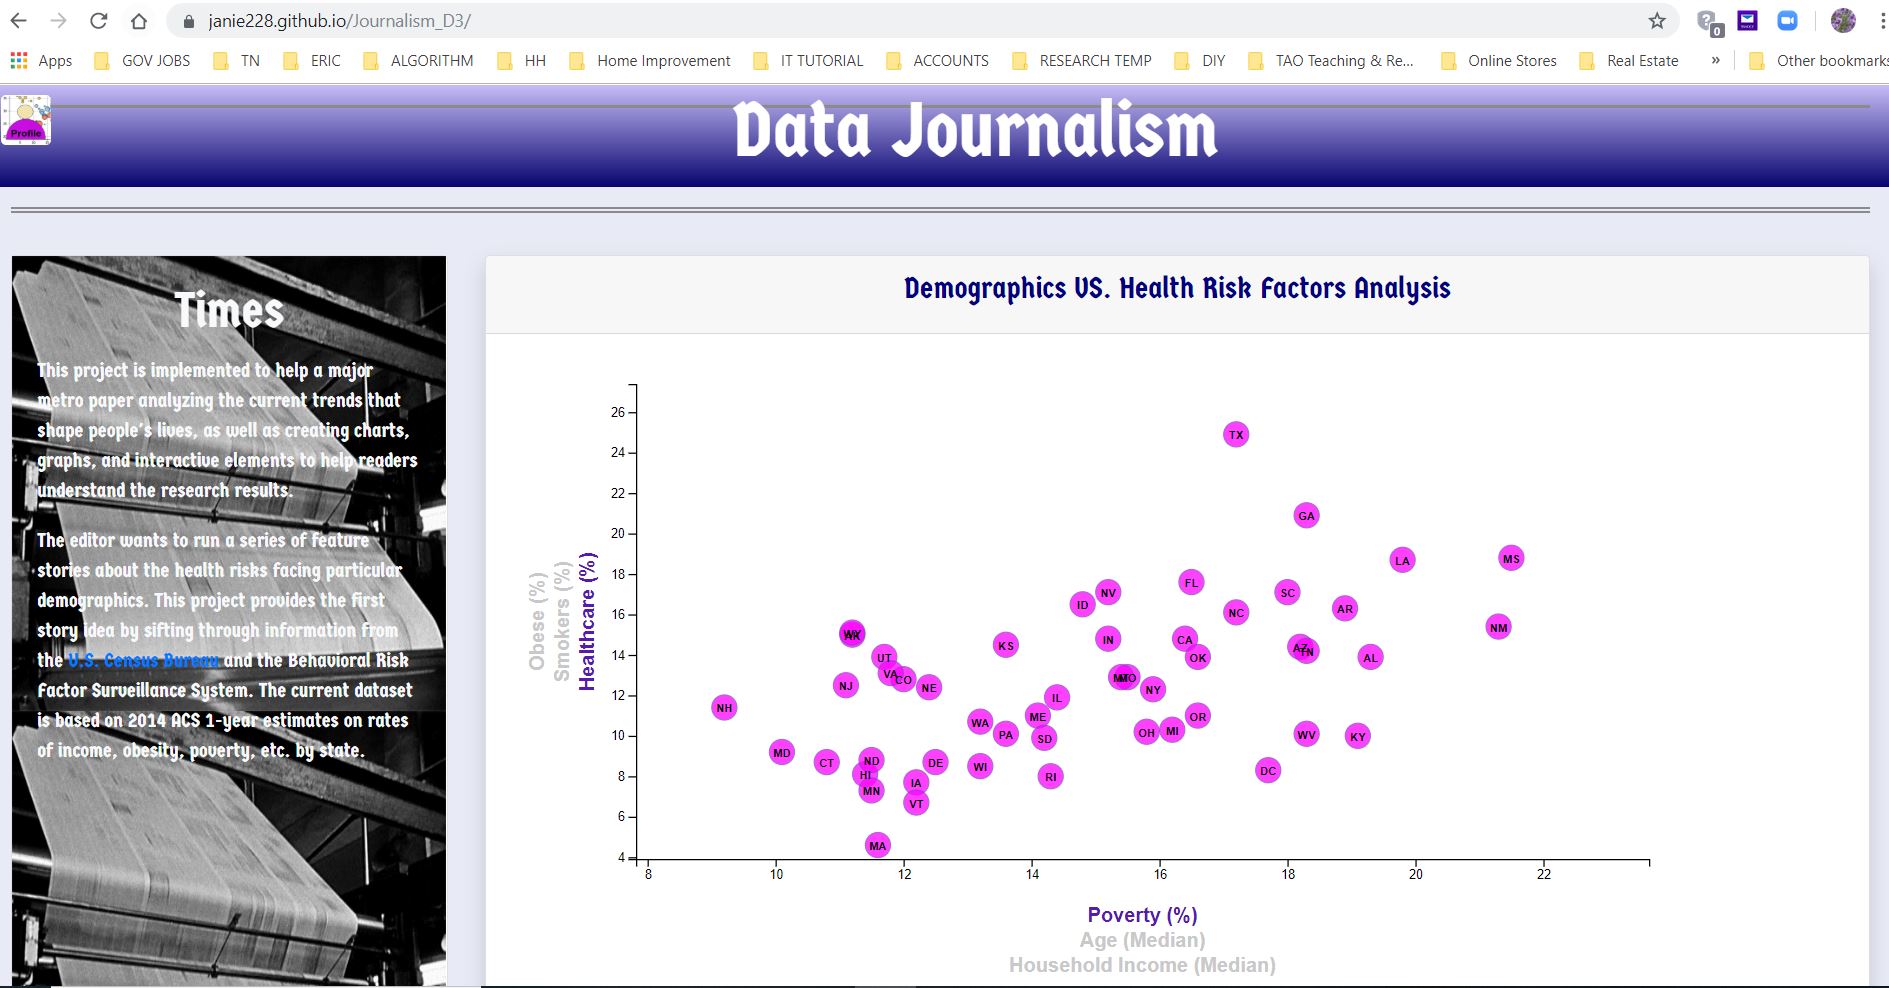 janie228.github.io/Journalism_D3/
0
Apps GOV JOBS TN ERIC ALGORITHM HH Home Improvement IT TUTORIAL ACCOUNTS RESEARCH TEMP DIY TAO Teaching & Re... Online Stores Real Estate » Other bookmarks
Profile
Data Journalism
Times
This project is implemented to help a major
metro paper analyzing the current trends that
shape people's lives, as well as creating charts,
graphs, and interactive elements to help readers
understand the research results.
The editor wants to run a series of feature
stories about the health risks facing particular
demographics. This project provides the first
story idea by sifting through information from
the U.S. Census Bureau and the Behavioral Risk
Factor Surveillance System. The current dataset
is based on 2014 ACS 1-year estimates on rates
of income, obesity, poverty, etc. by state.
Demographics VS. Health Risk Factors Analysis
Obese (%)
Smokers (%)
Healthcare (%)
26
24
22
20
18
16
14
12
10
8
6
4
TX
GA
LA
MS
FL
NV
SC
ID
AR
NC
NM
IN
CA
KS
OK
AZ
TN
AL
UT
VA
CO
NJ
NE
MO
NY
IL
NH
ME
OR
WA
PA
SD
OH
MI
WV
KY
MD
CT
ND
DE
WI
HI
RI
DC
MN
IA
VT
MA
8 10 12 14 16 18 20 22
Poverty (%)
Age (Median)
Household Income (Median)